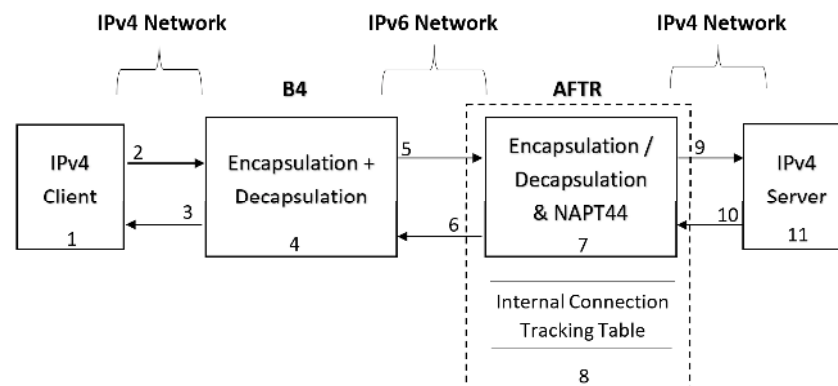 IPv4 Network
IPv6 Network
IPv4 Network
B4
AFTR
IPv4
Client
1
2
3
Encapsulation +
Decapsulation
4
5
6
Encapsulation /
Decapsulation
& NAPT44
7
Internal Connection
Tracking Table
8
9
10
IPv4
Server
11